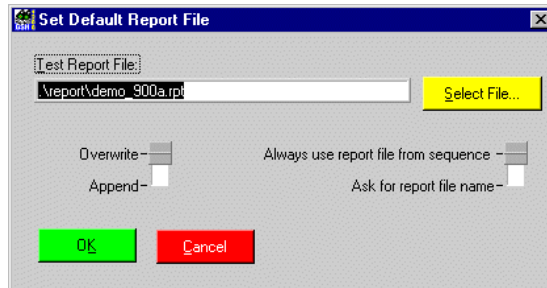 Set Default Report File
Test Report File:
.\report\demo_900a.rpt
Select File...
Overwrite
Always use report file from sequence
Append
Ask for report file name
OK
Cancel